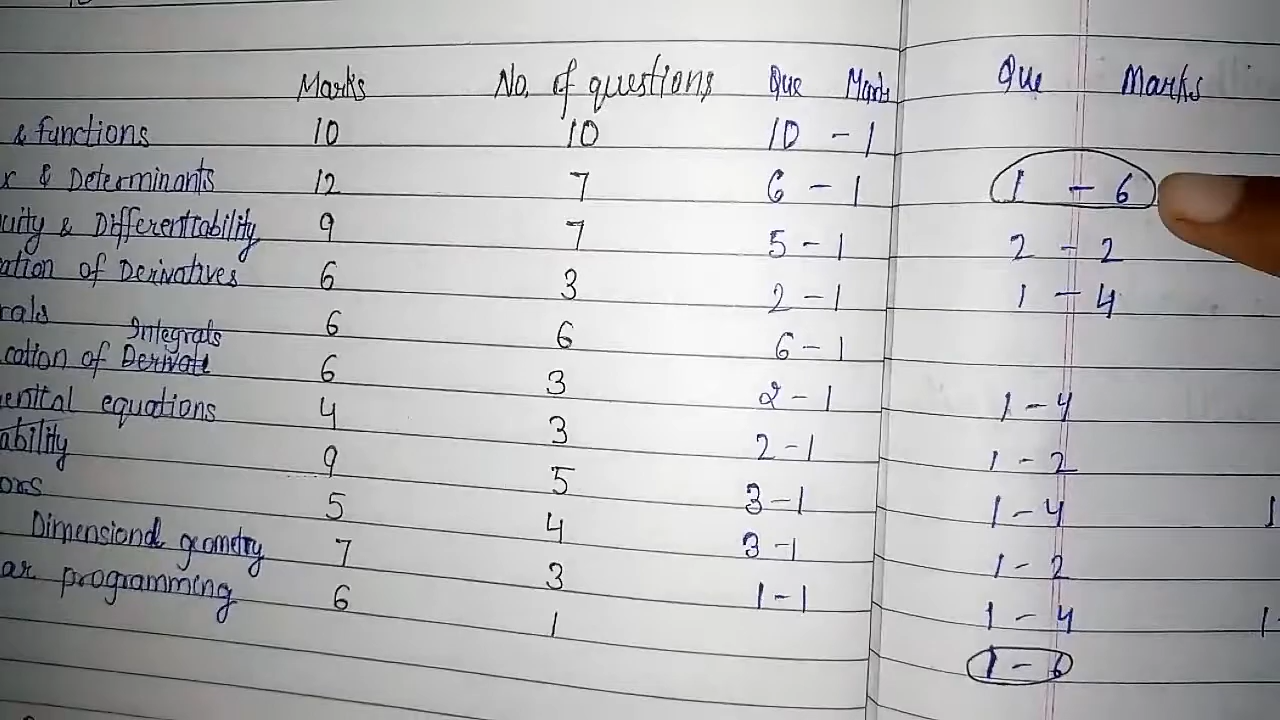 Marks No. of questions Que Marks Que Marks
& functions 10 10 10 - 1
x & Determinants 12 7 6 - 1 1 - 6
uity & Differentiability 9 7 5 - 1 2 - 2
ation of Derivatives 6 3 2 - 1 1 - 4
rals 6 6 6 - 1
Integrals
cation of Derivate 6 3 2 - 1 1 - 4
enital equations 4 3 2 - 1 1 - 2
ability 9 5 3 - 1 1 - 4 1
ors 5 4 3 - 1 1 - 2
Dimensional geometry 7 3 1 - 1 1 - 4 1-
ar programming 6 1 1 - 6